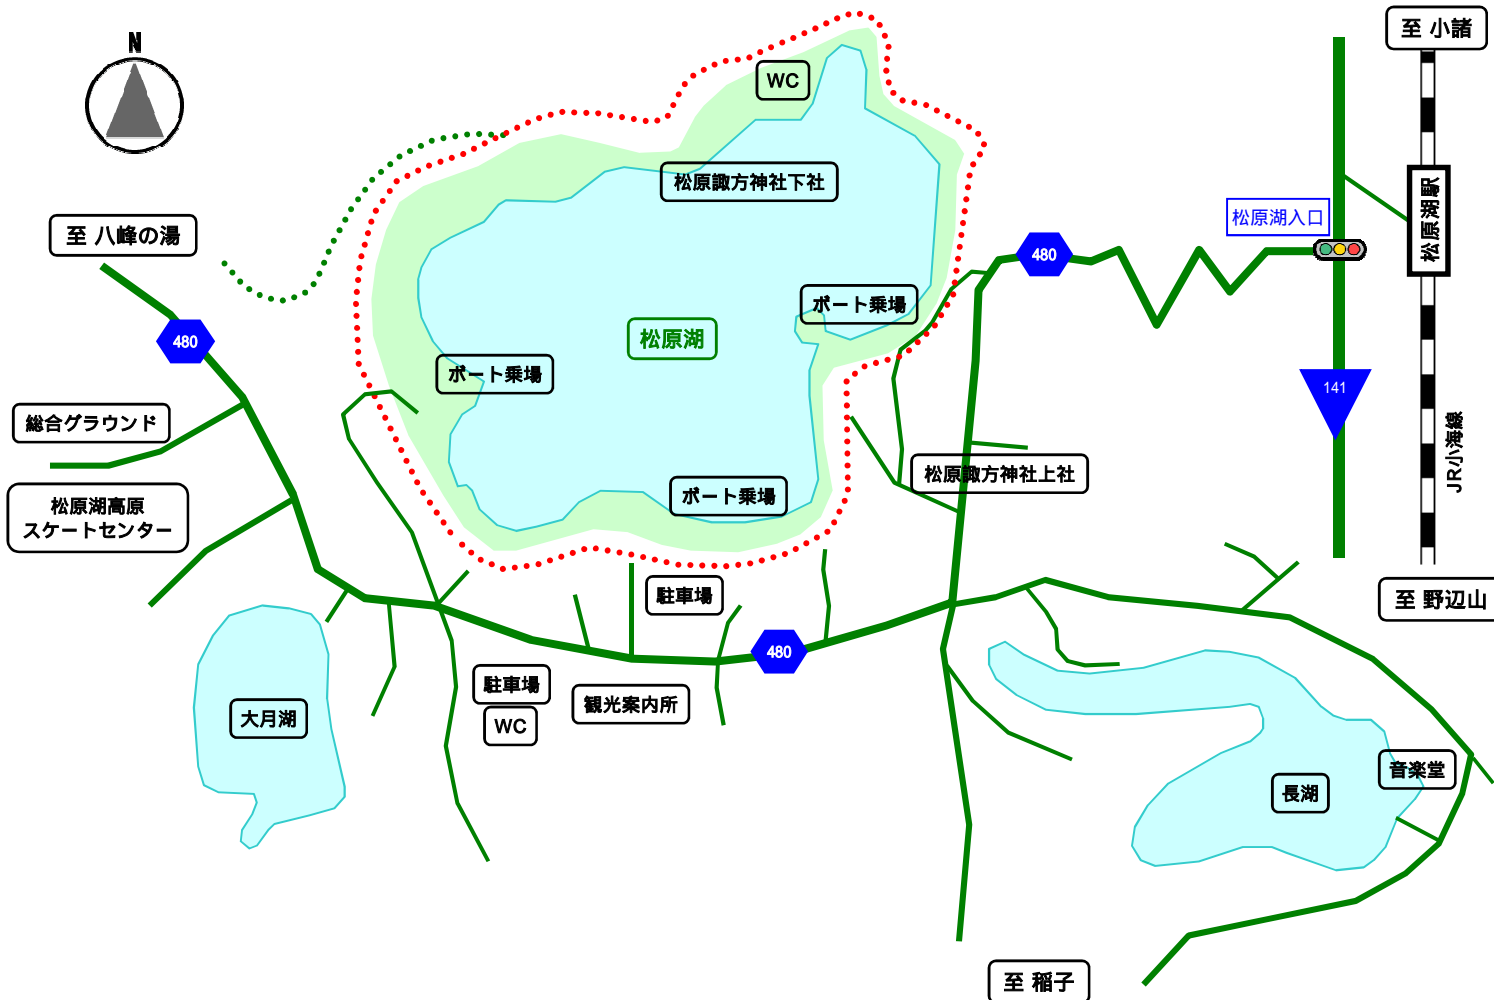 至 小諸
N
WC
松原諏方神社下社
松原湖駅
松原湖入口
至 八峰の湯
480
480
ボート乗場
松原湖
ボート乗場
141
総合グラウンド
JR小海線
松原諏方神社上社
ボート乗場
松原湖高原
スケートセンター
駐車場
至 野辺山
480
駐車場
WC
観光案内所
大月湖
音楽堂
長湖
至 稲子